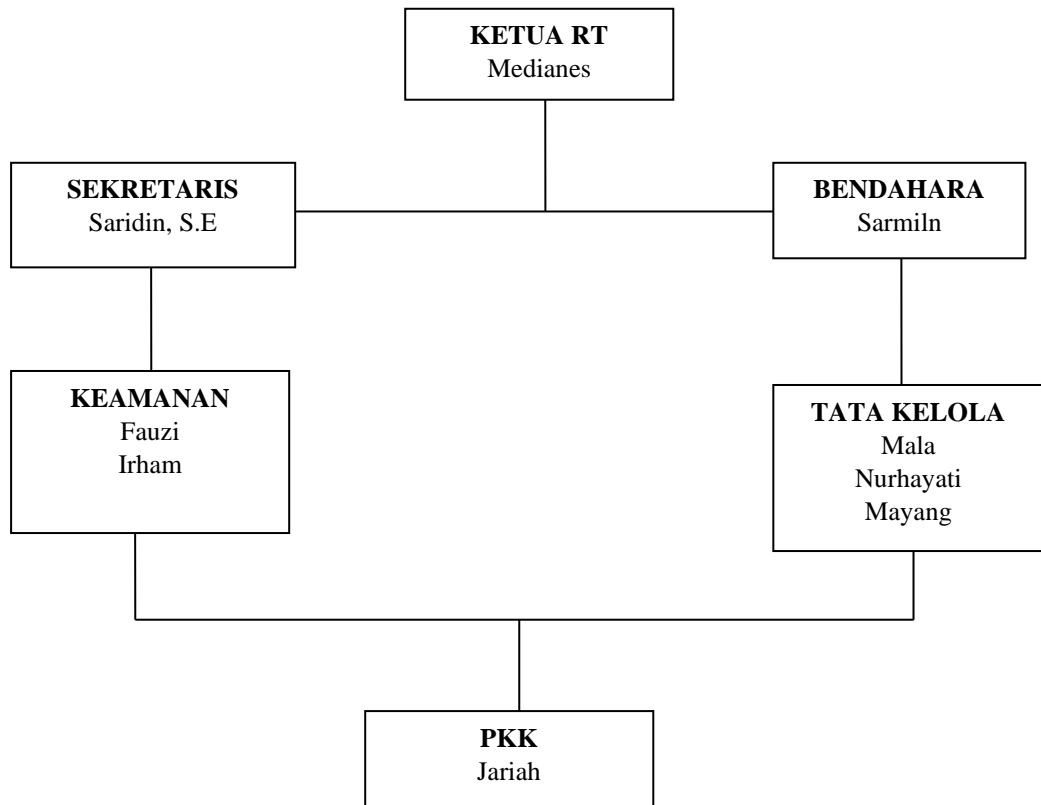 KETUA RT
Medianes
SEKRETARIS
Saridin, S.E
BENDAHARA
Sarmiln
KEAMANAN
Fauzi
Irham
TATA KELOLA
Mala
Nurhayati
Mayang
PKK
Jariah